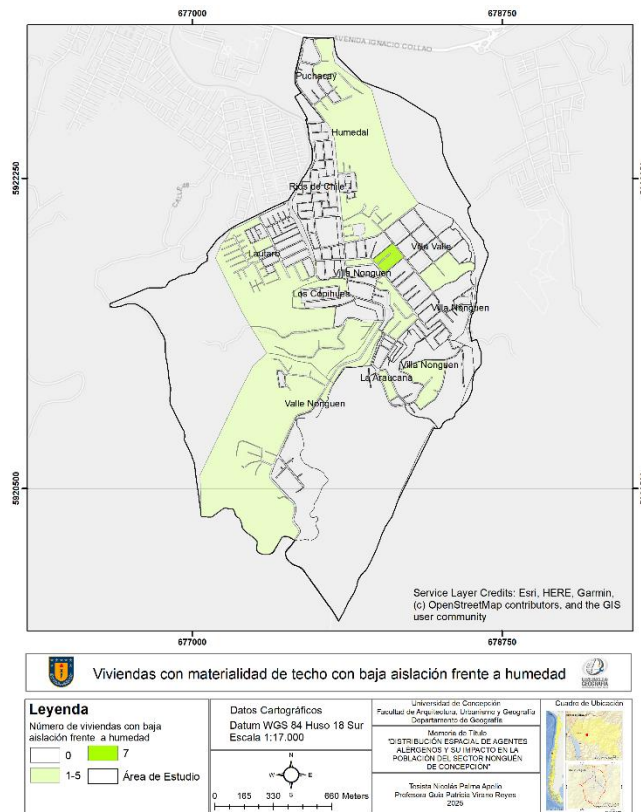 677000
678750
AVENIDA IGNACIO COLLAO
Puchacay
Humedal
5922250
Ríos de Chile
Lautaro
Villa Valle
Villa Nonguen
Los Copihues
Villa Nonguen
Villa Nonguen
La Araucana
Valle Nonguen
5920500
Service Layer Credits: Esri, HERE, Garmin,
(c) OpenStreetMap contributors, and the GIS
user community
677000
678750
Viviendas con materialidad de techo con baja aislación frente a humedad
Leyenda
Número de viviendas con baja
aislación frente a humedad
0
7
1-5
Área de Estudio
Datos Cartográficos
Datum WGS 84 Huso 18 Sur
Escala 1:17.000
N
W
E
S
0 165 330 660 Meters
Universidad de Concepción
Facultad de Arquitectura, Urbanismo y Geografía
Departamento de Geografía
Memoria de Título
"DISTRIBUCIÓN ESPACIAL DE AGENTES
ALÉRGENOS Y SU IMPACTO EN LA
POBLACIÓN DEL SECTOR NONGUÉN
DE CONCEPCIÓN"
Tesista Nicolás Palma Apollo
Profesora Guía Patricia Virano Reyes
2025
Cuadro de Ubicación